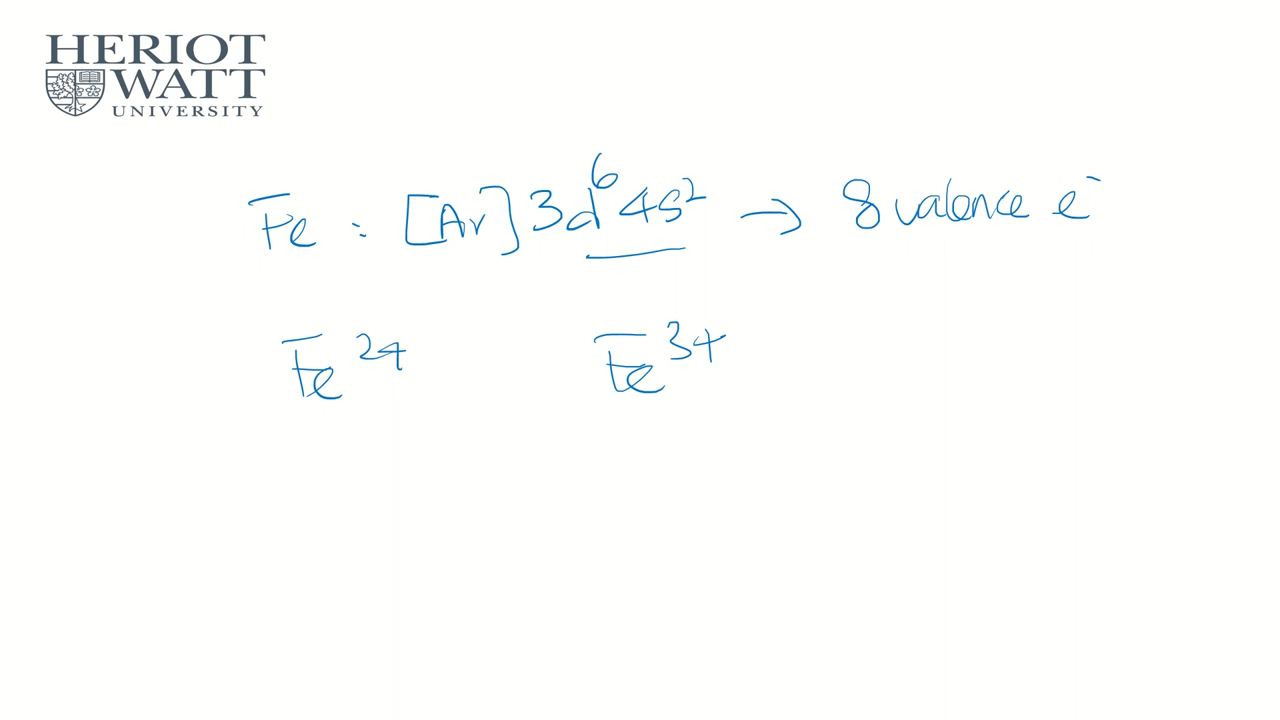 HERIOT
WATT
UNIVERSITY
Fe : [Ar] 3d⁶ 4s² → 8 valence e⁻
Fe²⁺ Fe³⁺